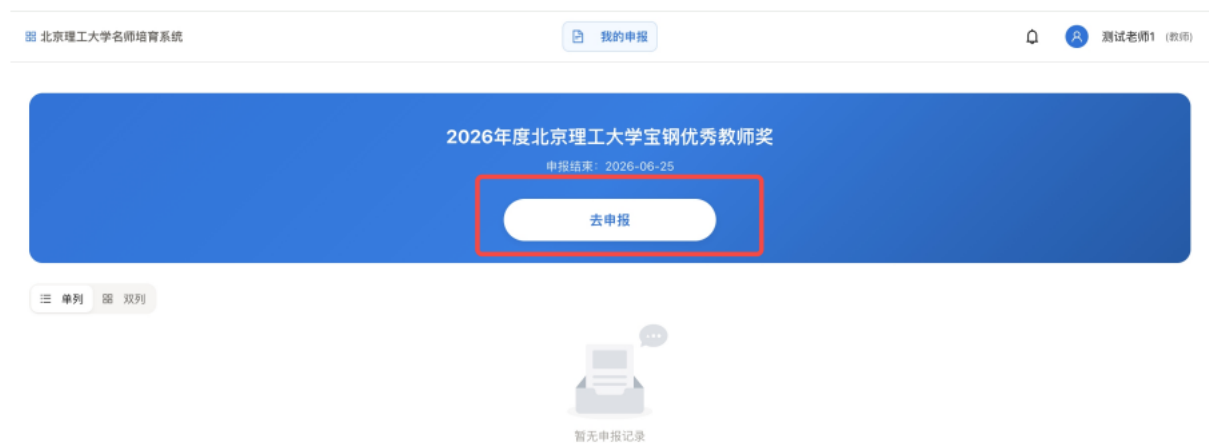 北京理工大学名师培育系统
我的申报
测试老师1 (教师)
2026年度北京理工大学宝钢优秀教师奖
申报结束：2026-06-25
去申报
单列 双列
暂无申报记录